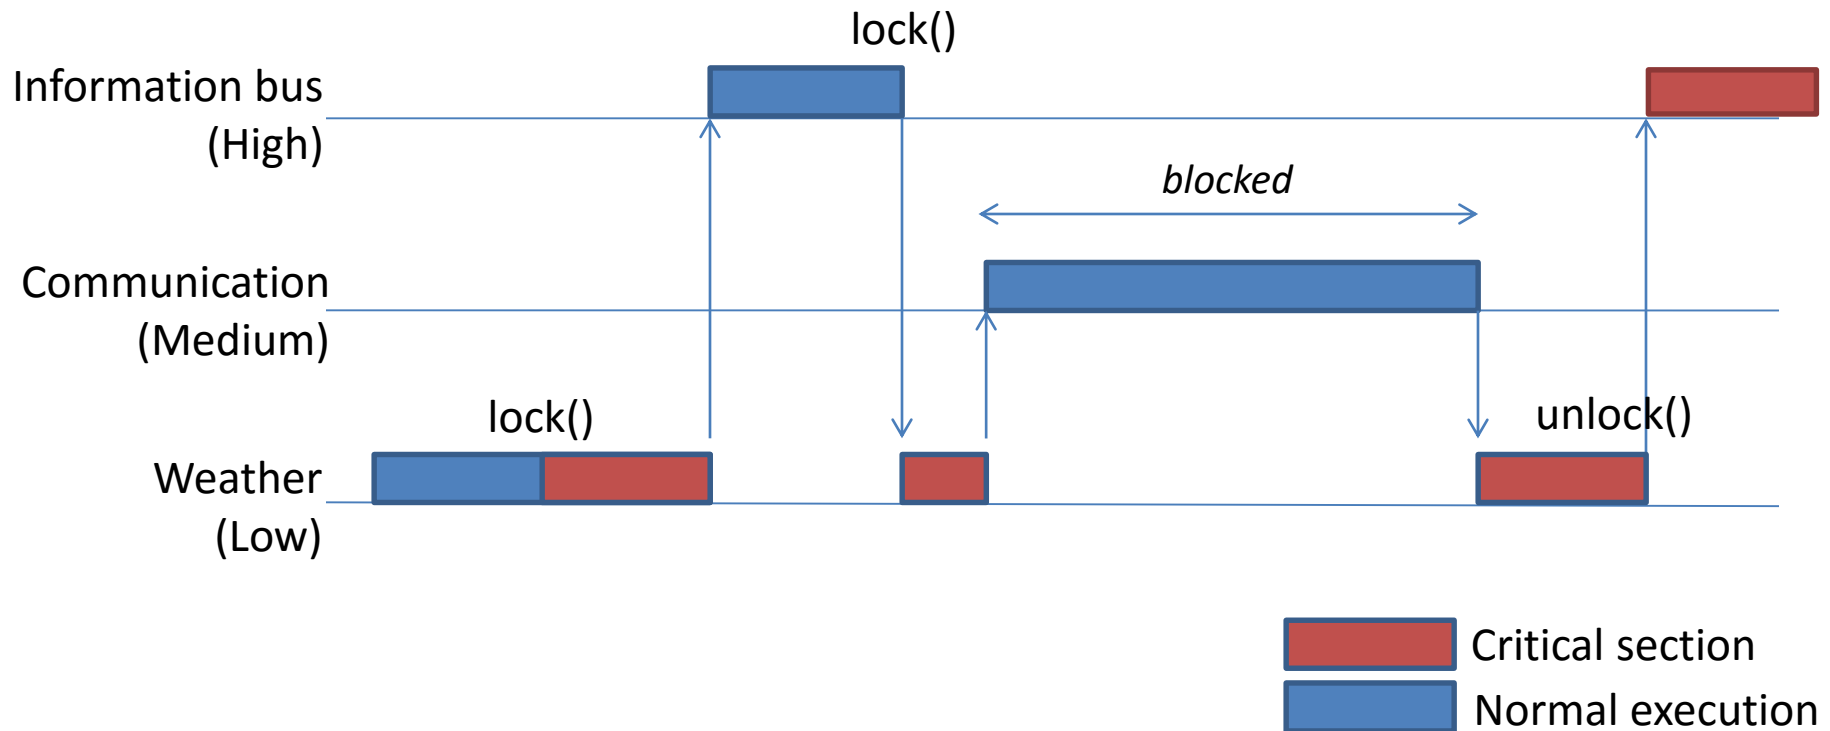 lock()
Information bus
(High)
blocked
Communication
(Medium)
lock()
unlock()
Weather
(Low)
Critical section
Normal execution